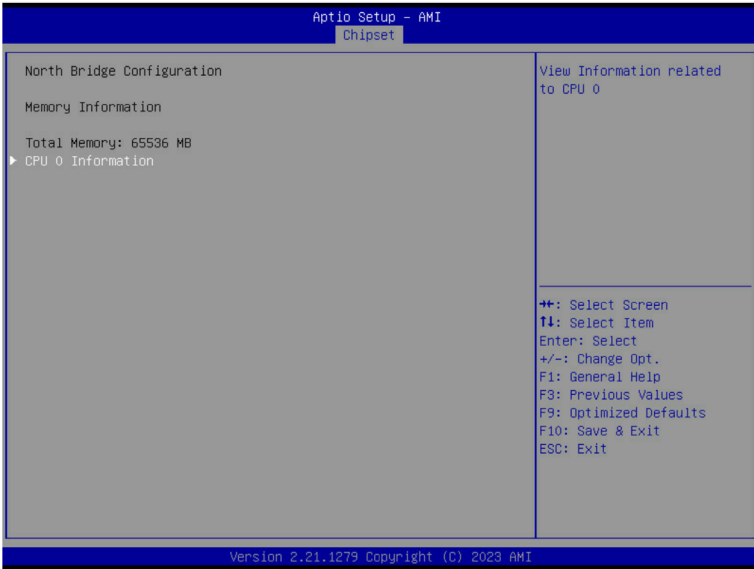 Aptio Setup – AMI
Chipset
North Bridge Configuration
Memory Information
Total Memory: 65536 MB
▶ CPU 0 Information
View Information related
to CPU 0
→←: Select Screen
↑↓: Select Item
Enter: Select
+/-: Change Opt.
F1: General Help
F3: Previous Values
F9: Optimized Defaults
F10: Save & Exit
ESC: Exit
Version 2.21.1279 Copyright (C) 2023 AMI